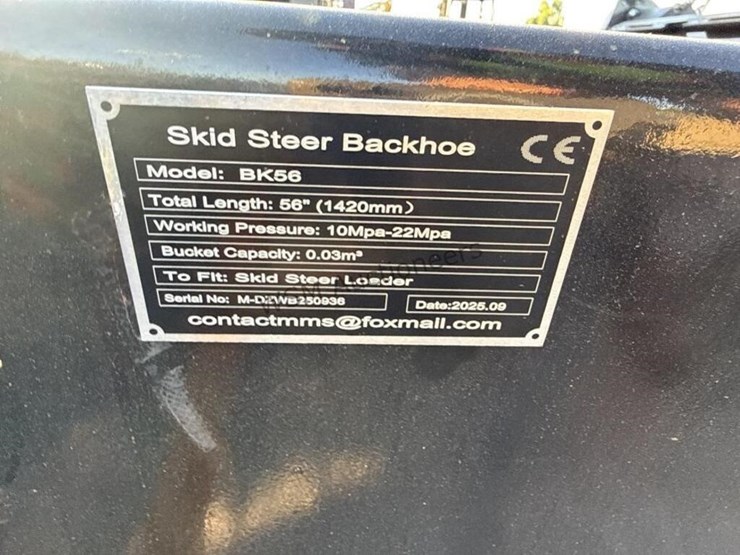 Skid Steer Backhoe CE
Model: BK56
Total Length: 56" (1420mm)
Working Pressure: 10Mpa-22Mpa
Bucket Capacity: 0.03m³
To Fit: Skid Steer Loader
Serial No: M-DZWB250936 Date:2025.09
contactmms@foxmail.com
Auctioneers